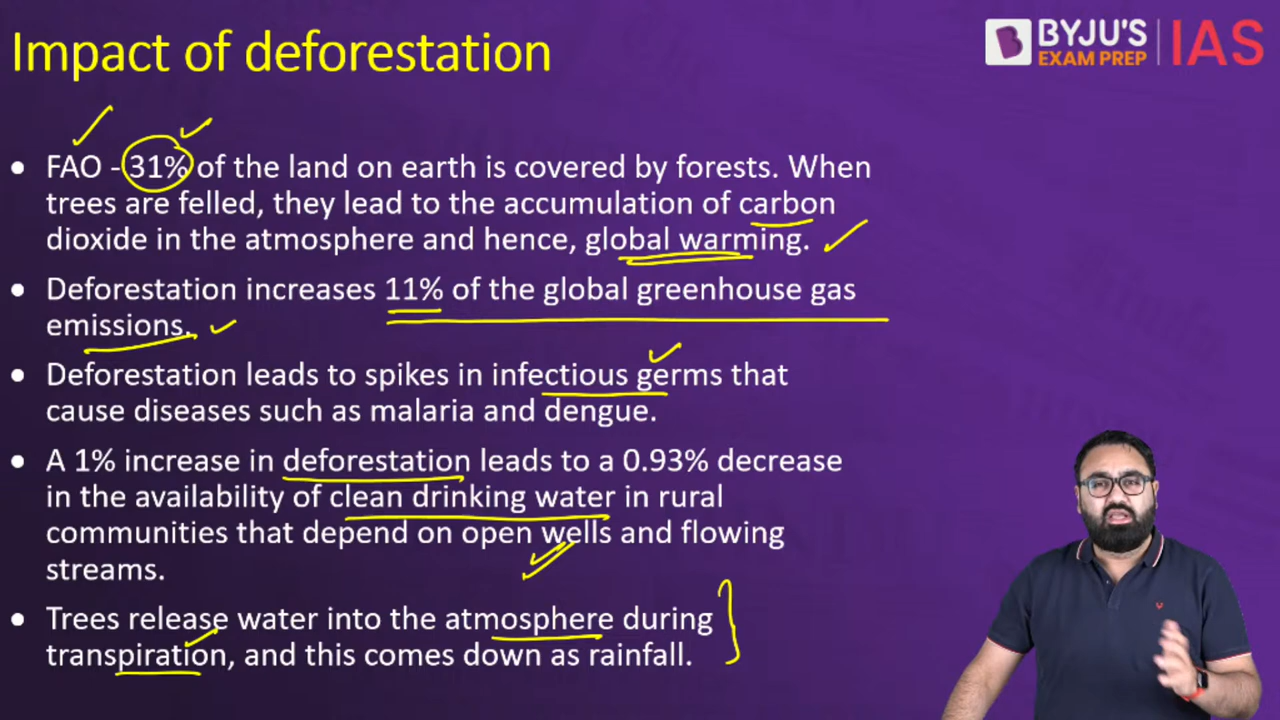 Impact of deforestation
BYJU'S
EXAM PREP
IAS
• FAO - 31% of the land on earth is covered by forests. When
trees are felled, they lead to the accumulation of carbon
dioxide in the atmosphere and hence, global warming.
• Deforestation increases 11% of the global greenhouse gas
emissions.
• Deforestation leads to spikes in infectious germs that
cause diseases such as malaria and dengue.
• A 1% increase in deforestation leads to a 0.93% decrease
in the availability of clean drinking water in rural
communities that depend on open wells and flowing
streams.
• Trees release water into the atmosphere during
transpiration, and this comes down as rainfall.